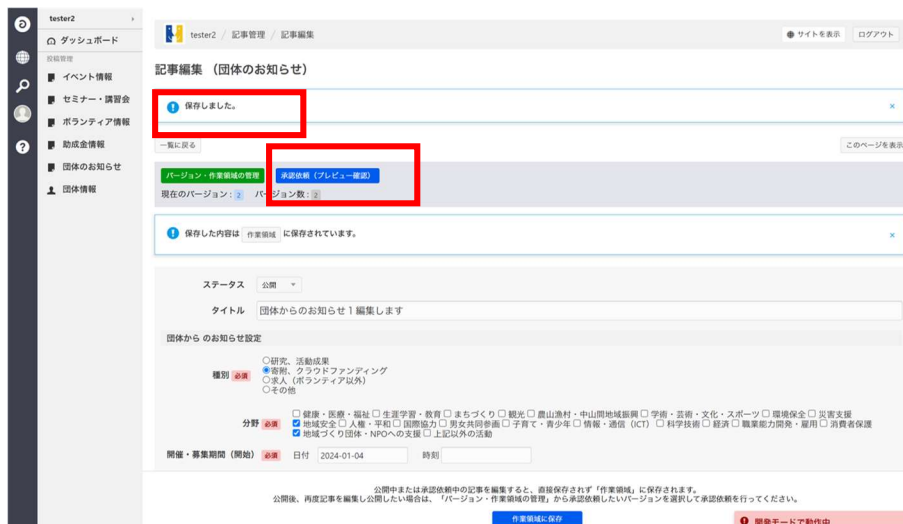 tester2
ダッシュボード
投稿管理
イベント情報
セミナー・講習会
ボランティア情報
助成金情報
団体のお知らせ
団体情報
tester2 / 記事管理 / 記事編集
サイトを表示 ログアウト
記事編集 (団体のお知らせ)
保存しました。
一覧に戻る
このページを表示
バージョン・作業領域の管理 承認依頼(プレビュー確認)
現在のバージョン: 2 バージョン数: 2
保存した内容は 作業領域 に保存されています。
ステータス 公開
タイトル 団体からのお知らせ1編集します
団体から のお知らせ設定
種別 必須
研究、活動成果
寄附、クラウドファンディング
求人(ボランティア以外)
その他
分野 必須
健康・医療・福祉 生涯学習・教育 まちづくり 観光 農山漁村・中山間地域振興 学術・芸術・文化・スポーツ 環境保全 災害支援
地域安全 人権・平和 国際協力 男女共同参画 子育て・青少年 情報・通信(ICT) 科学技術 経済 職業能力開発・雇用 消費者保護
地域づくり団体・NPOへの支援 上記以外の活動
開催・募集期間(開始) 必須 日付 2024-01-04 時刻
公開中または承認依頼中の記事を編集すると、直接保存されず「作業領域」に保存されます。
公開後、再度記事を編集し公開したい場合は、「バージョン・作業領域の管理」から承認依頼したいバージョンを選択して承認依頼を行ってください。
作業領域に保存
開発モードで動作中